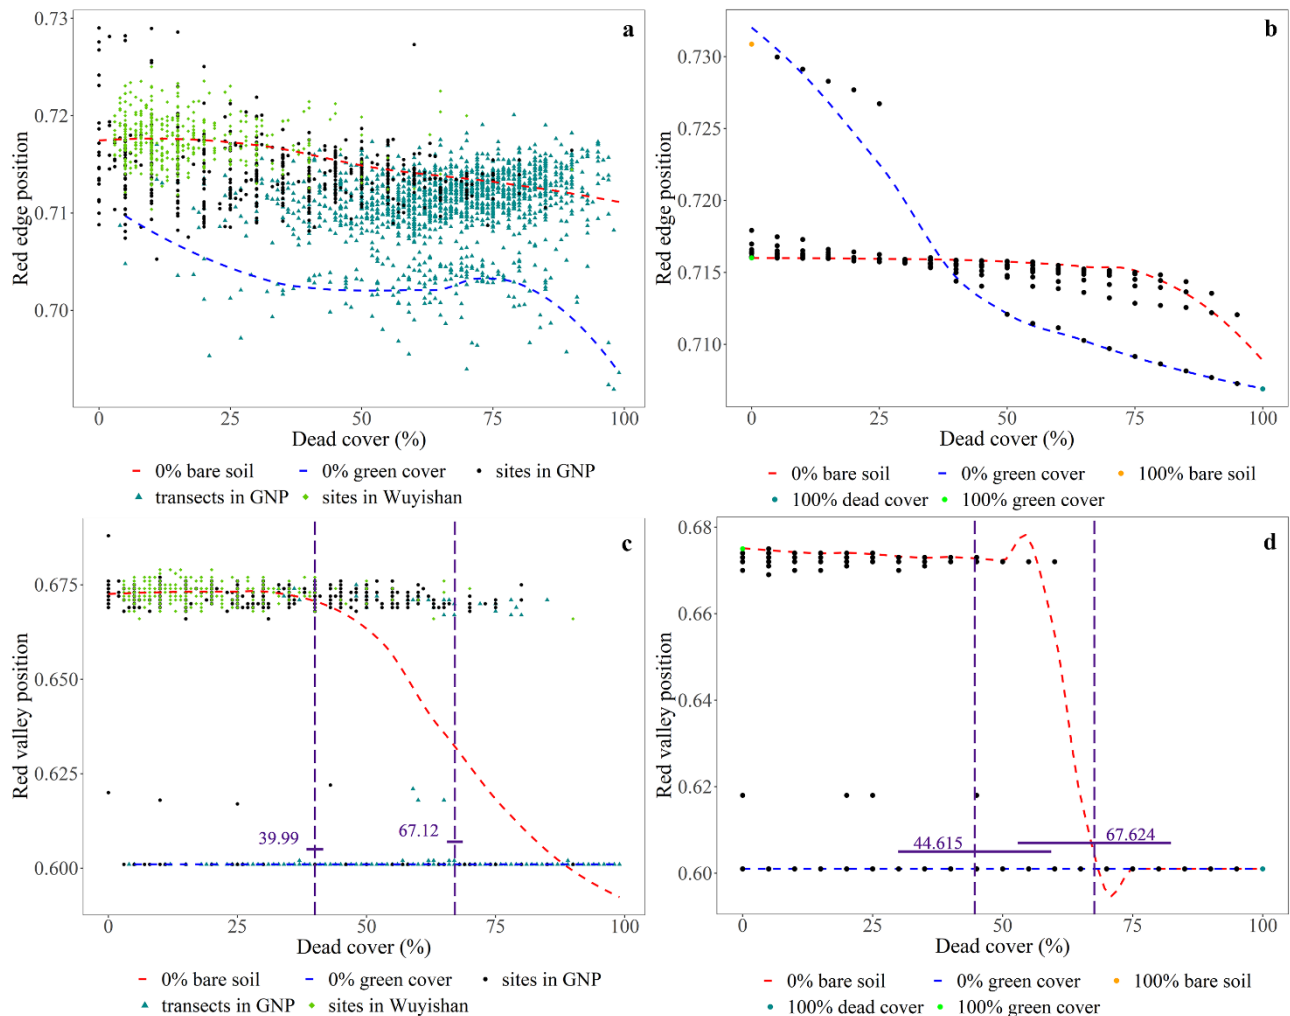 a
Red edge position
0.73
0.72
0.71
0.70
0 25 50 75 100
Dead cover (%)
0% bare soil 0% green cover sites in GNP
transects in GNP sites in Wuyishan
b
Red edge position
0.730
0.725
0.720
0.715
0.710
0 25 50 75 100
Dead cover (%)
0% bare soil 0% green cover 100% bare soil
100% dead cover 100% green cover
c
Red valley position
0.675
0.650
0.625
0.600
39.99
67.12
0 25 50 75 100
Dead cover (%)
0% bare soil 0% green cover sites in GNP
transects in GNP sites in Wuyishan
d
Red valley position
0.68
0.66
0.64
0.62
0.60
44.615
67.624
0 25 50 75 100
Dead cover (%)
0% bare soil 0% green cover 100% bare soil
100% dead cover 100% green cover